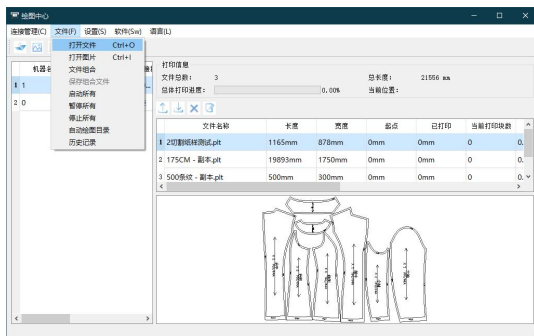 绘图中心
连接管理(C) 文件(F) 设置(S) 软件(Sw) 语言(L)
打开文件 Ctrl+O
打开图片 Ctrl+I
文件组合
保存组合文件
启动所有
暂停所有
停止所有
自动绘图目录
历史记录
机器名
1 1
2 0
打印信息
文件总数: 3 总长度: 21556 mm
总体打印进度: 0.00% 当前位置:
文件名称 长度 宽度 起点 已打印 当前打印块数
1 2切割纸样测试.plt 1165mm 878mm 0mm 0mm 0 0.
2 175CM - 副本.plt 19893mm 1750mm 0mm 0mm 0 0.
3 500条纹 - 副本.plt 500mm 300mm 0mm 0mm 0 0.